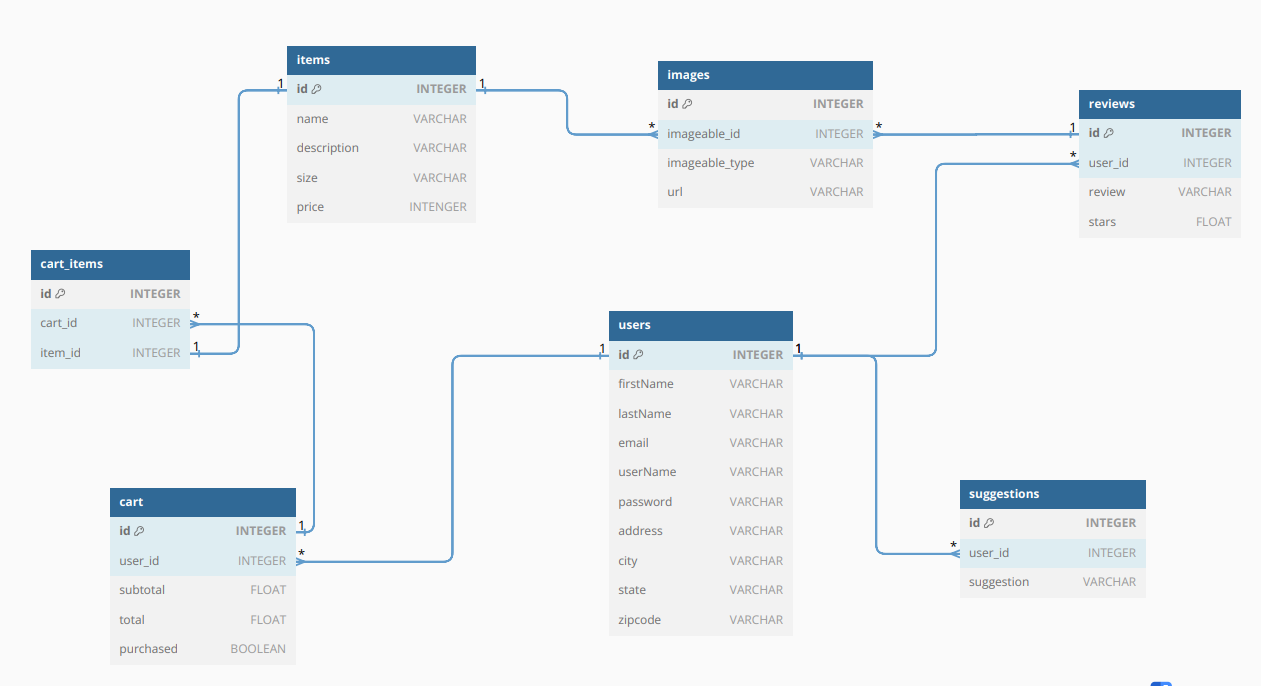 items
id INTEGER
name VARCHAR
description VARCHAR
size VARCHAR
price INTENGER
1
1
images
id INTEGER
imageable_id INTEGER
imageable_type VARCHAR
url VARCHAR
*
*
reviews
id INTEGER
user_id INTEGER
review VARCHAR
stars FLOAT
1
*
cart_items
id INTEGER
cart_id INTEGER
item_id INTEGER
*
1
users
id INTEGER
firstName VARCHAR
lastName VARCHAR
email VARCHAR
userName VARCHAR
password VARCHAR
address VARCHAR
city VARCHAR
state VARCHAR
zipcode VARCHAR
1
1
cart
id INTEGER
user_id INTEGER
subtotal FLOAT
total FLOAT
purchased BOOLEAN
1
*
suggestions
id INTEGER
user_id INTEGER
suggestion VARCHAR
*